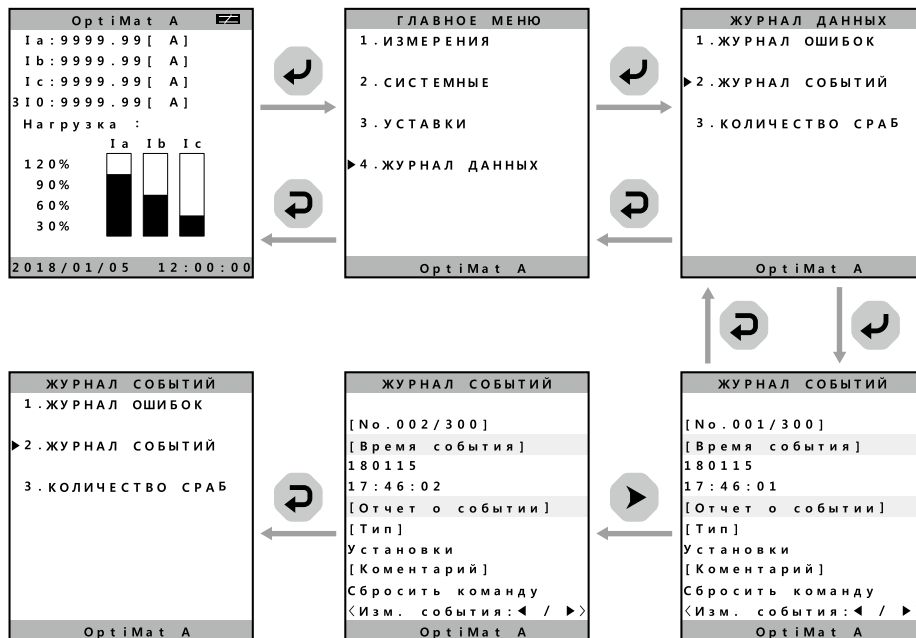 OptiMat A
Ia:9999.99[ A]
Ib:9999.99[ A]
Ic:9999.99[ A]
3I0:9999.99[ A]
Нагрузка :
Ia Ib Ic
120%
90%
60%
30%
2018/01/05 12:00:00
ГЛАВНОЕ МЕНЮ
1.ИЗМЕРЕНИЯ
2.СИСТЕМНЫЕ
3.УСТАВКИ
▶4.ЖУРНАЛ ДАННЫХ
OptiMat A
ЖУРНАЛ ДАННЫХ
1.ЖУРНАЛ ОШИБОК
▶2.ЖУРНАЛ СОБЫТИЙ
3.КОЛИЧЕСТВО СРАБ
OptiMat A
ЖУРНАЛ СОБЫТИЙ
1.ЖУРНАЛ ОШИБОК
▶2.ЖУРНАЛ СОБЫТИЙ
3.КОЛИЧЕСТВО СРАБ
OptiMat A
ЖУРНАЛ СОБЫТИЙ
[No.002/300]
[Время события]
180115
17:46:02
[Отчет о событии]
[Тип]
Установки
[Коментарий]
Сбросить команду
〈Изм. события:◀ / ▶〉
OptiMat A
ЖУРНАЛ СОБЫТИЙ
[No.001/300]
[Время события]
180115
17:46:01
[Отчет о событии]
[Тип]
Установки
[Коментарий]
Сбросить команду
〈Изм. события:◀ / ▶
OptiMat A